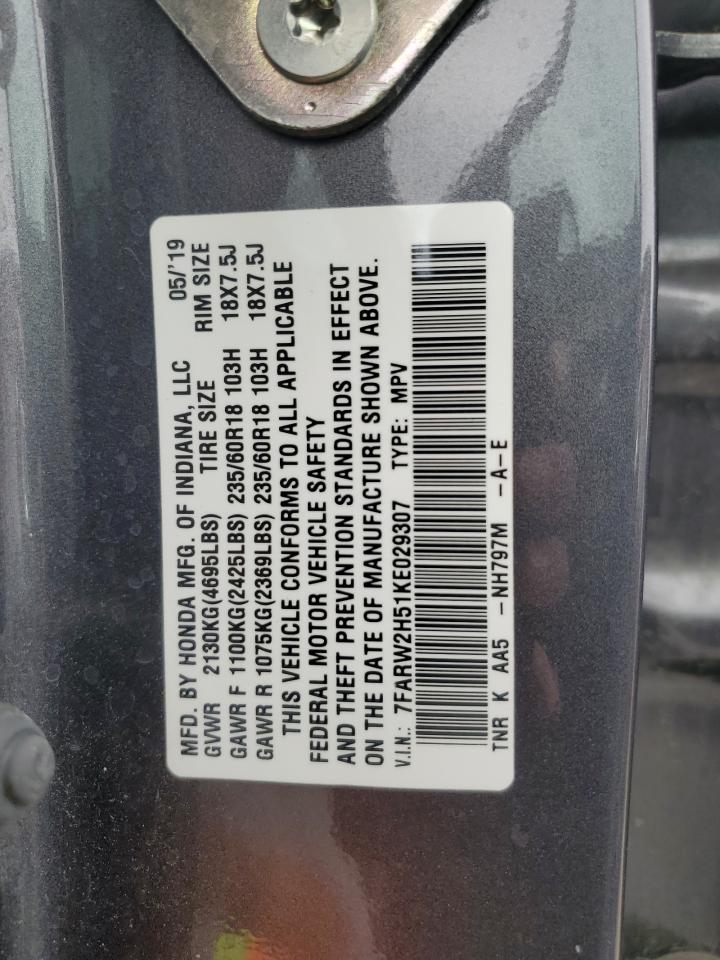 MFD. BY HONDA MFG. OF INDIANA, LLC 05/'19
GVWR 2130KG(4695LBS) TIRE SIZE RIM SIZE
GAWR F 1100KG(2425LBS) 235/60R18 103H 18X7.5J
GAWR R 1075KG(2369LBS) 235/60R18 103H 18X7.5J
THIS VEHICLE CONFORMS TO ALL APPLICABLE
FEDERAL MOTOR VEHICLE SAFETY
AND THEFT PREVENTION STANDARDS IN EFFECT
ON THE DATE OF MANUFACTURE SHOWN ABOVE.
V.I.N.: 7FARW2H51KE029307 TYPE: MPV
TNR K AA5 -NH797M -A-E